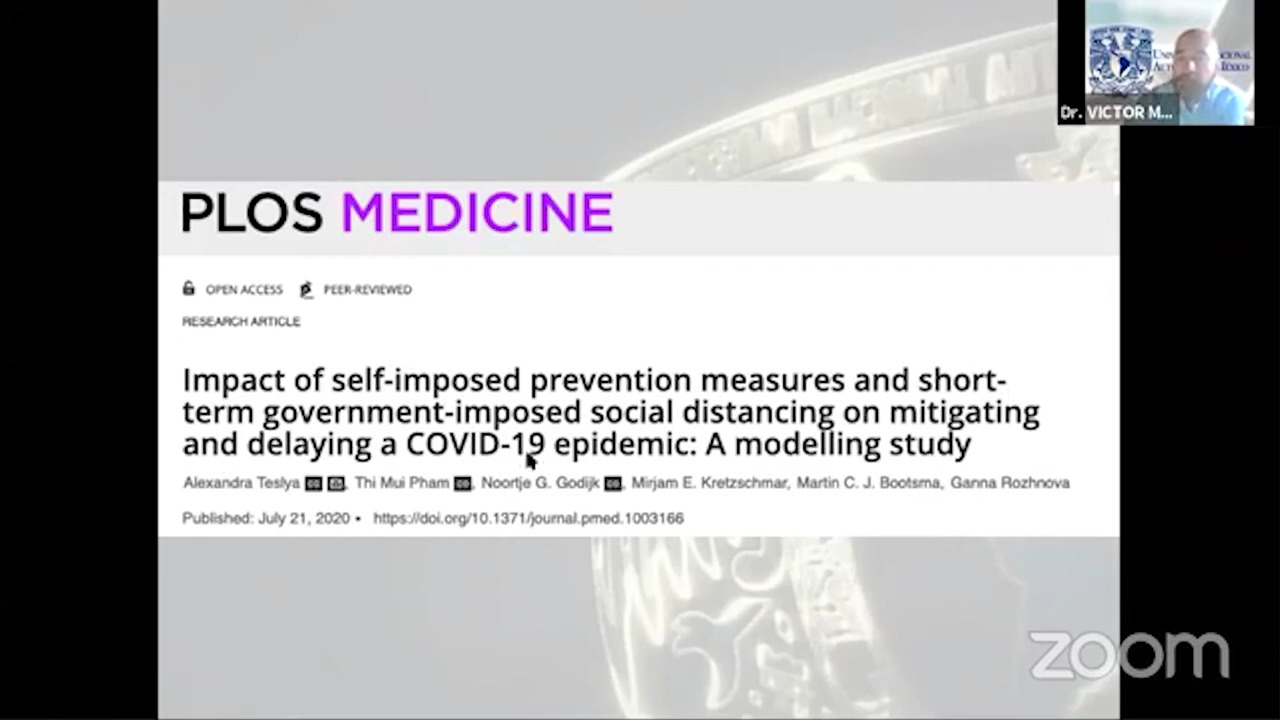 Dr. VICTOR M...
PLOS MEDICINE
OPEN ACCESS PEER-REVIEWED
RESEARCH ARTICLE
Impact of self-imposed prevention measures and short-
term government-imposed social distancing on mitigating
and delaying a COVID-19 epidemic: A modelling study
Alexandra Teslya, Thi Mui Pham, Noortje G. Godijk, Mirjam E. Kretzschmar, Martin C. J. Bootsma, Ganna Rozhnova
Published: July 21, 2020 • https://doi.org/10.1371/journal.pmed.1003166
zoom